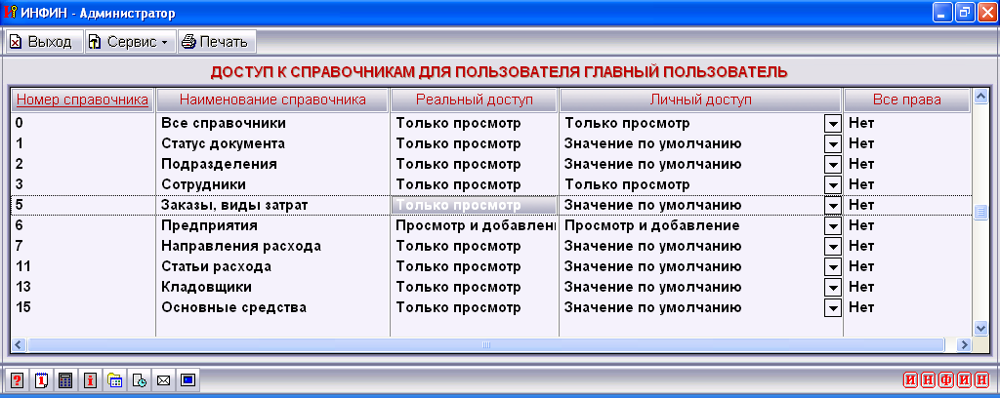 ИНФИН - Администратор
Выход Сервис Печать
ДОСТУП К СПРАВОЧНИКАМ ДЛЯ ПОЛЬЗОВАТЕЛЯ ГЛАВНЫЙ ПОЛЬЗОВАТЕЛЬ
Номер справочника Наименование справочника Реальный доступ Личный доступ Все права
0 Все справочники Только просмотр Только просмотр Нет
1 Статус документа Только просмотр Значение по умолчанию Нет
2 Подразделения Только просмотр Значение по умолчанию Нет
3 Сотрудники Только просмотр Только просмотр Нет
5 Заказы, виды затрат Только просмотр Значение по умолчанию Нет
6 Предприятия Просмотр и добавлен Просмотр и добавление Нет
7 Направления расхода Только просмотр Значение по умолчанию Нет
11 Статьи расхода Только просмотр Значение по умолчанию Нет
13 Кладовщики Только просмотр Значение по умолчанию Нет
15 Основные средства Только просмотр Значение по умолчанию Нет
ИНФИН